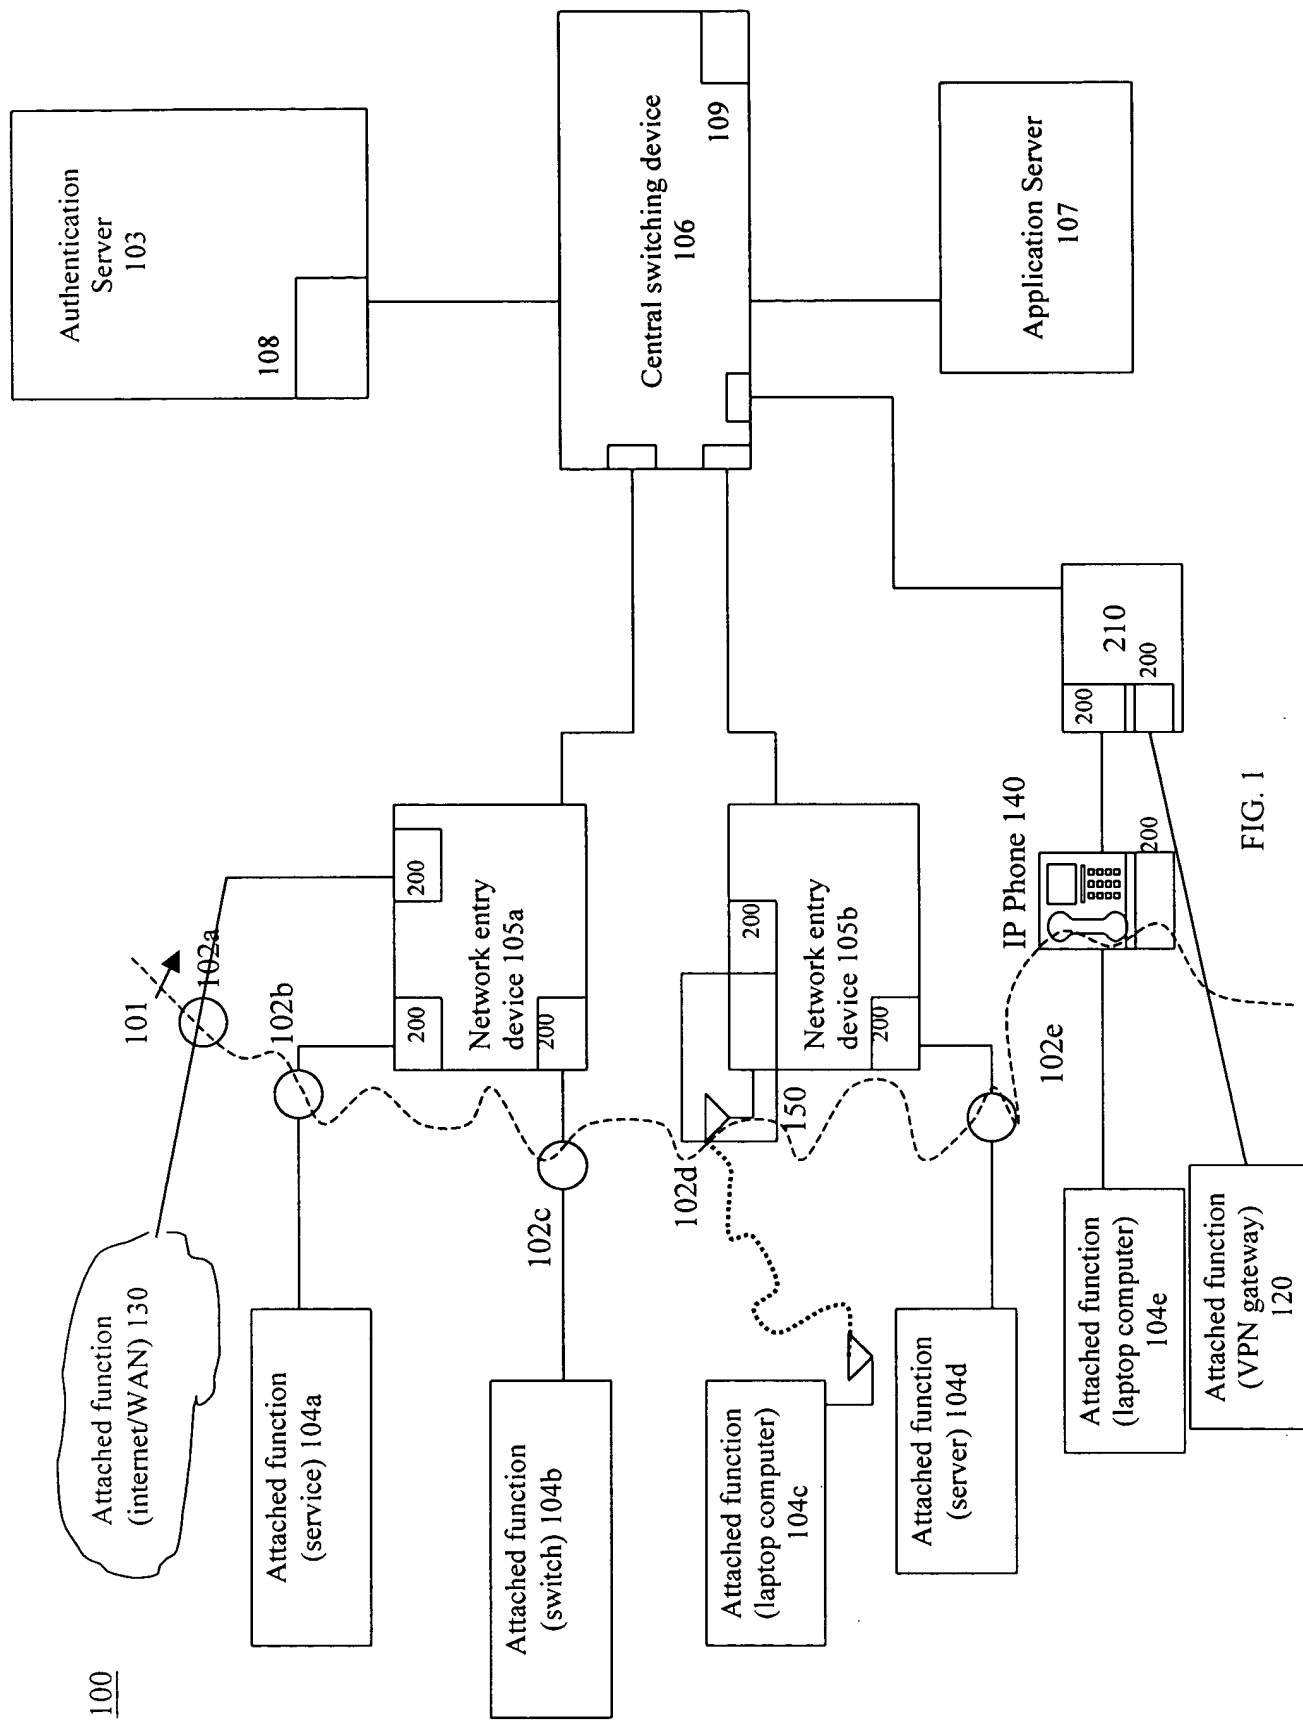 100
Attached function
(internet/WAN) 130
101
102a
Attached function
(service) 104a
102b
Attached function
(switch) 104b
102c
Attached function
(laptop computer)
104c
102d
150
Attached function
(server) 104d
102e
Attached function
(laptop computer)
104e
Attached function
(VPN gateway)
120
200
200
200
Network entry
device 105a
200
200
Network entry
device 105b
IP Phone 140
200
200
200
210
Authentication
Server
103
108
Central switching device
106
109
Application Server
107
FIG. 1